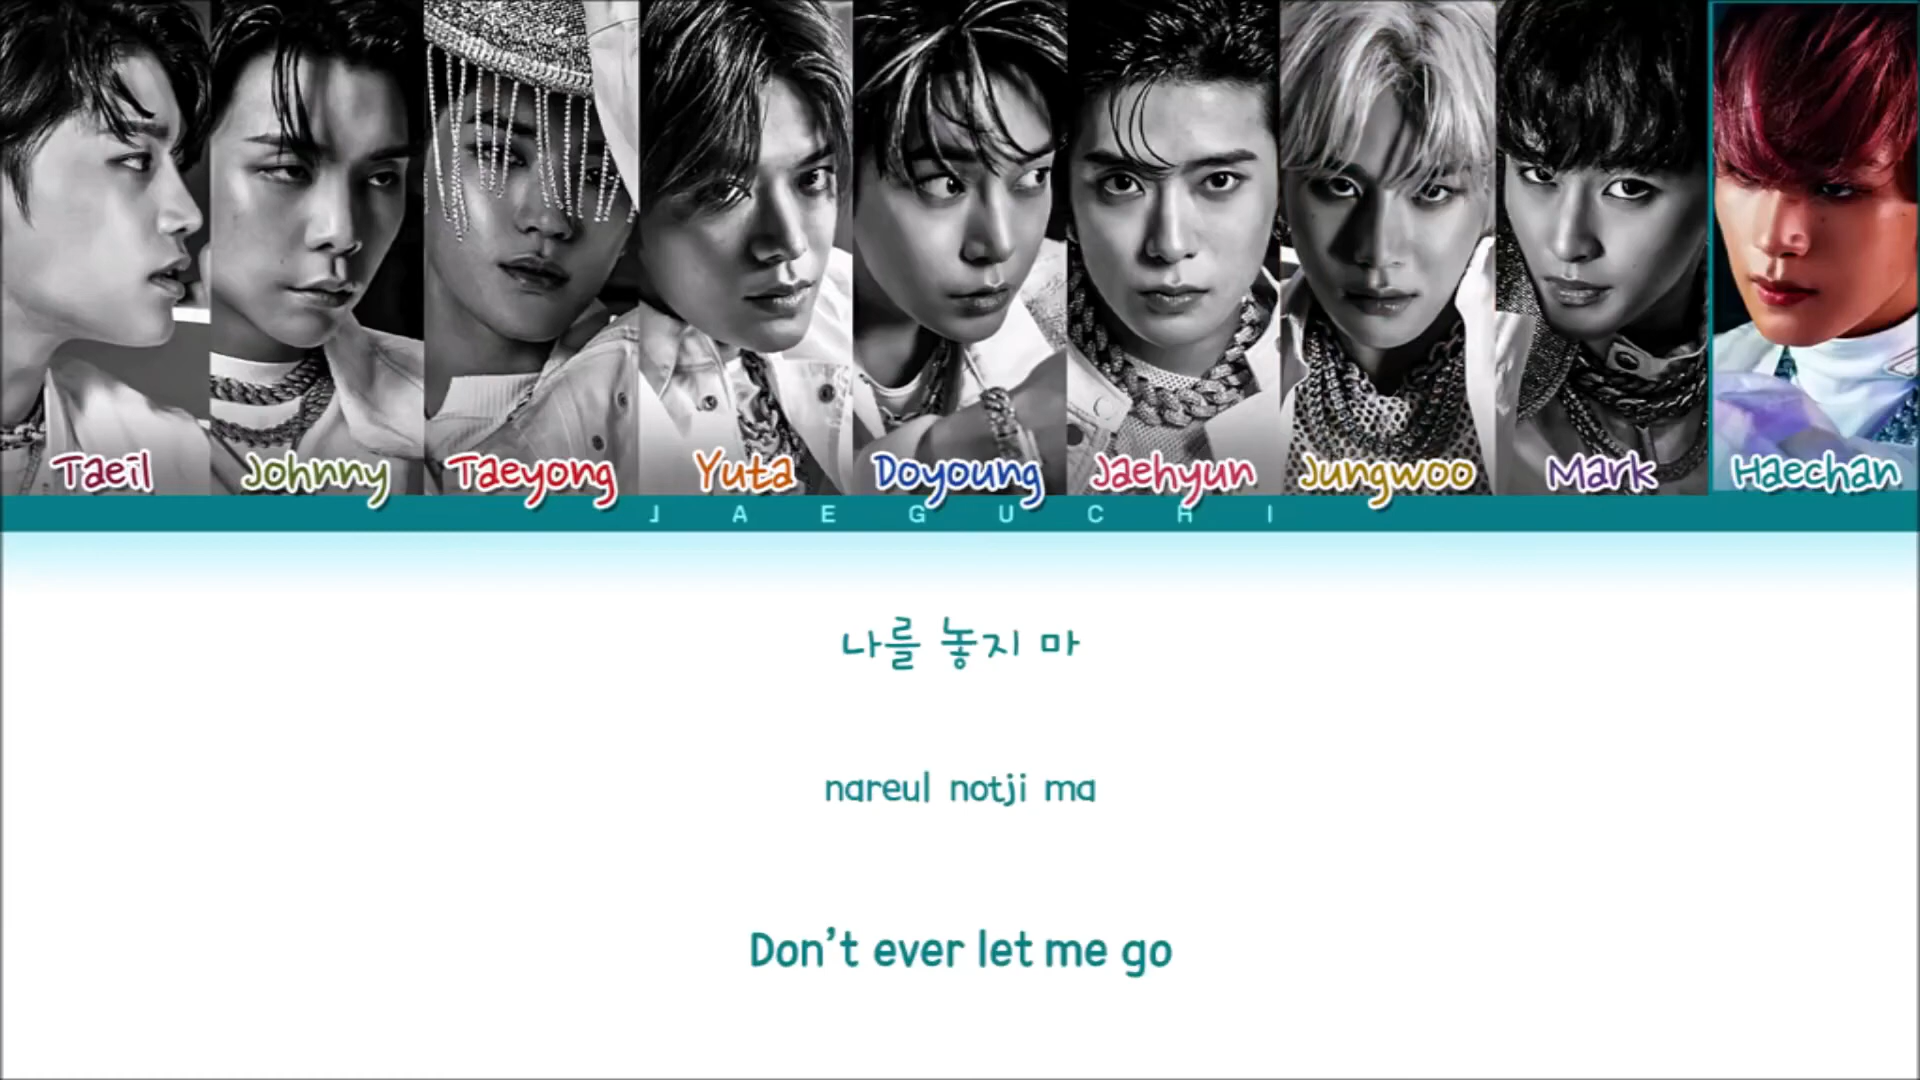 Taeil Johnny Taeyong Yuta Doyoung Jaehyun Jungwoo Mark Haechan
JAEGUCHI
나를 놓지 마
nareul notji ma
Don't ever let me go